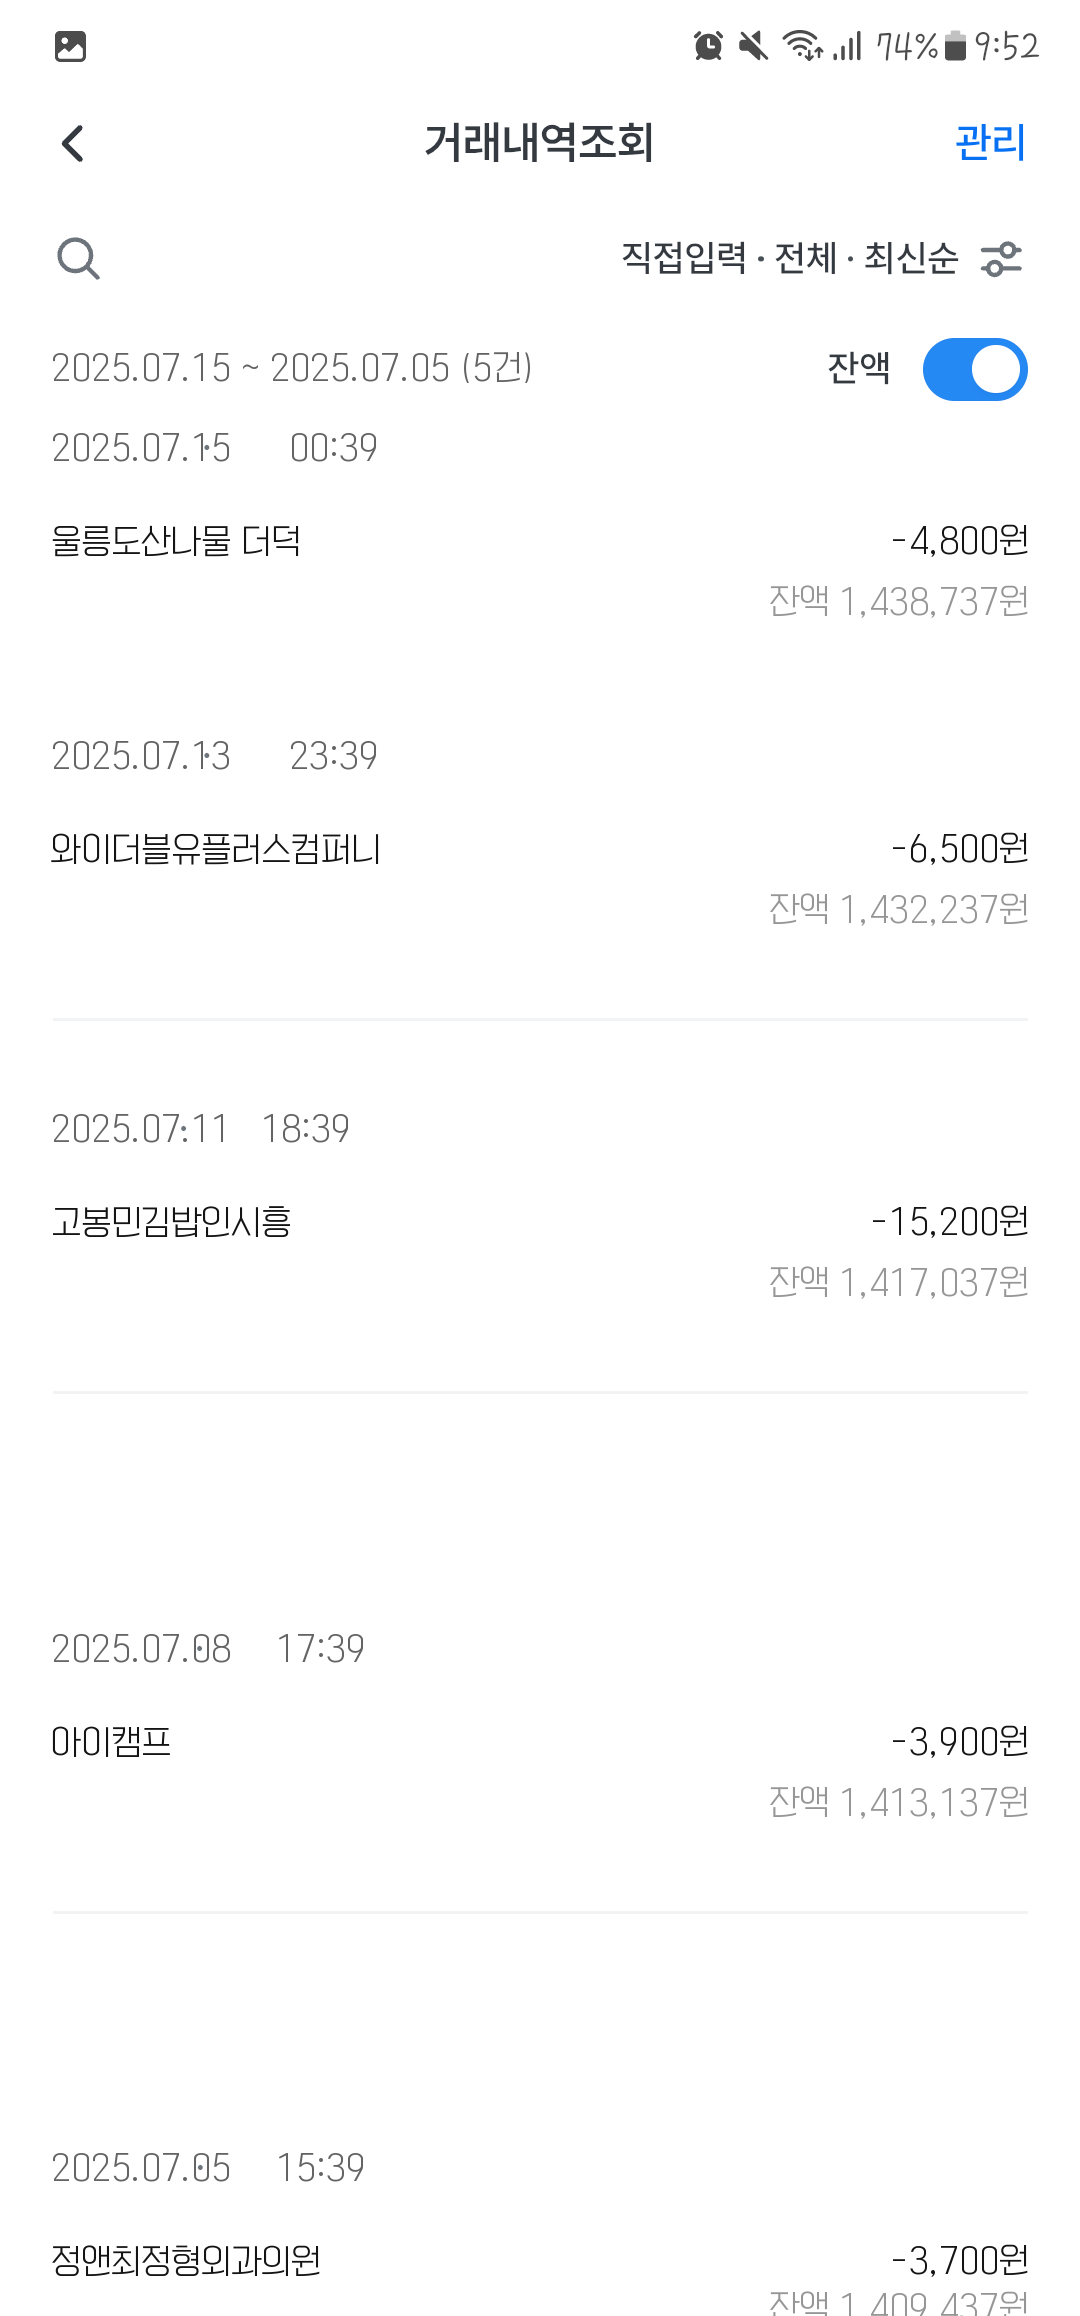 74% 9:52
거래내역조회 관리
직접입력 · 전체 · 최신순
2025.07.15 ~ 2025.07.05 (5건) 잔액
2025.07.15 00:39
울릉도산나물 더덕 -4,800원
잔액 1,438,737원
2025.07.13 23:39
와이더블유플러스컴퍼니 -6,500원
잔액 1,432,237원
2025.07.11 18:39
고봉민김밥인시흥 -15,200원
잔액 1,417,037원
2025.07.08 17:39
아이캠프 -3,900원
잔액 1,413,137원
2025.07.05 15:39
정앤최정형외과의원 -3,700원
잔액 1,409,437원